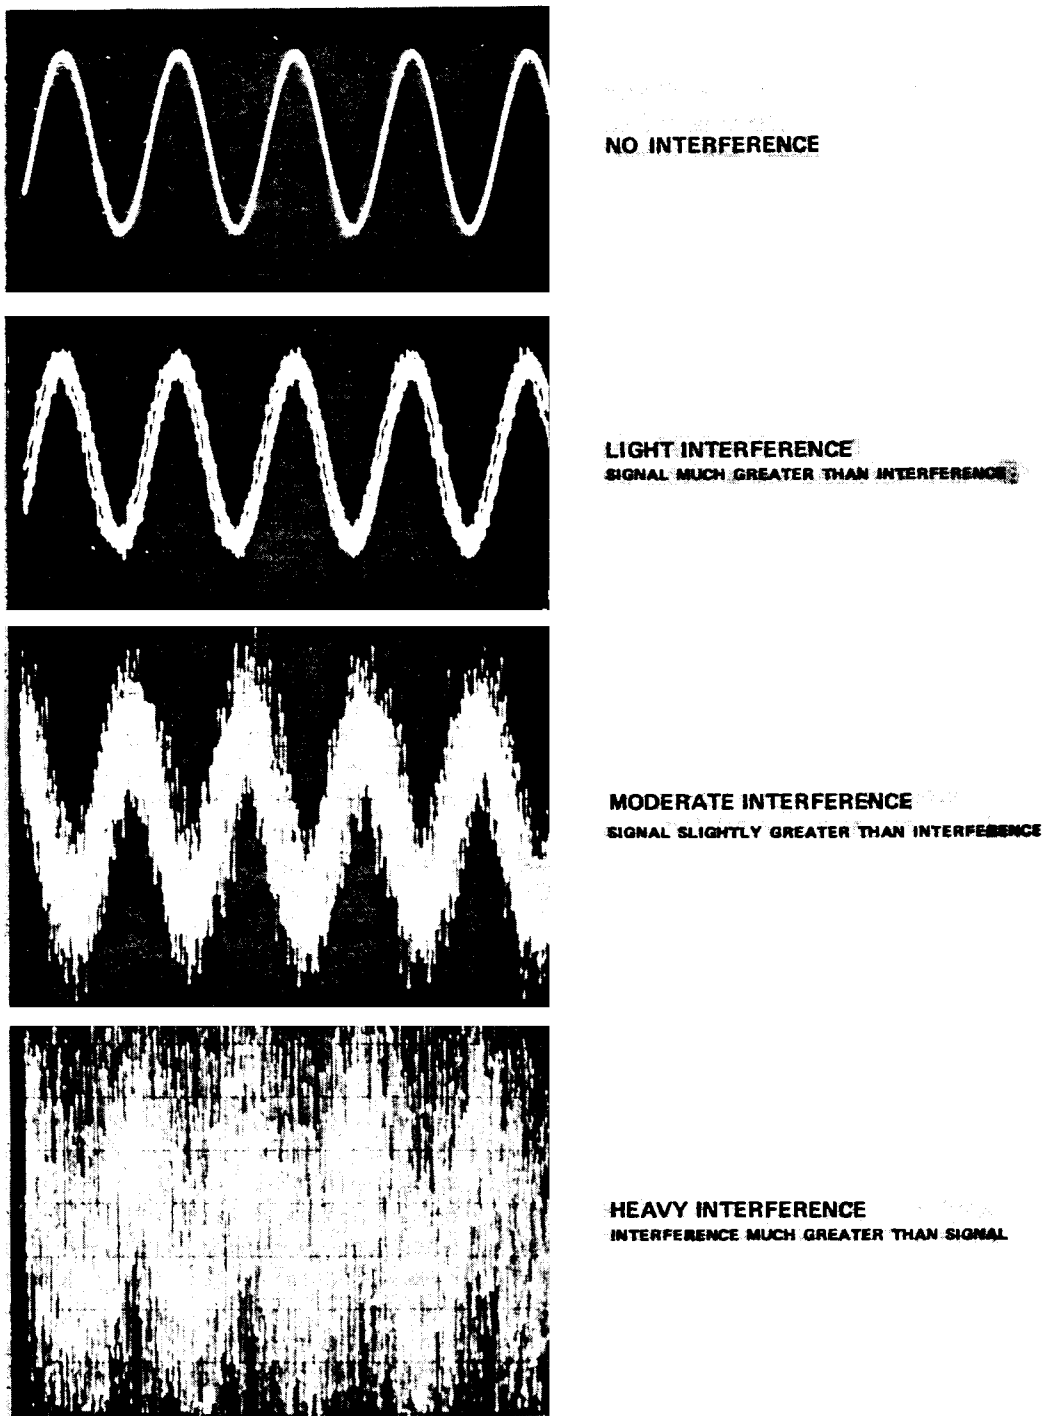 NO INTERFERENCE
LIGHT INTERFERENCE
SIGNAL MUCH GREATER THAN INTERFERENCE
MODERATE INTERFERENCE
SIGNAL SLIGHTLY GREATER THAN INTERFERENCE
HEAVY INTERFERENCE
INTERFERENCE MUCH GREATER THAN SIGNAL